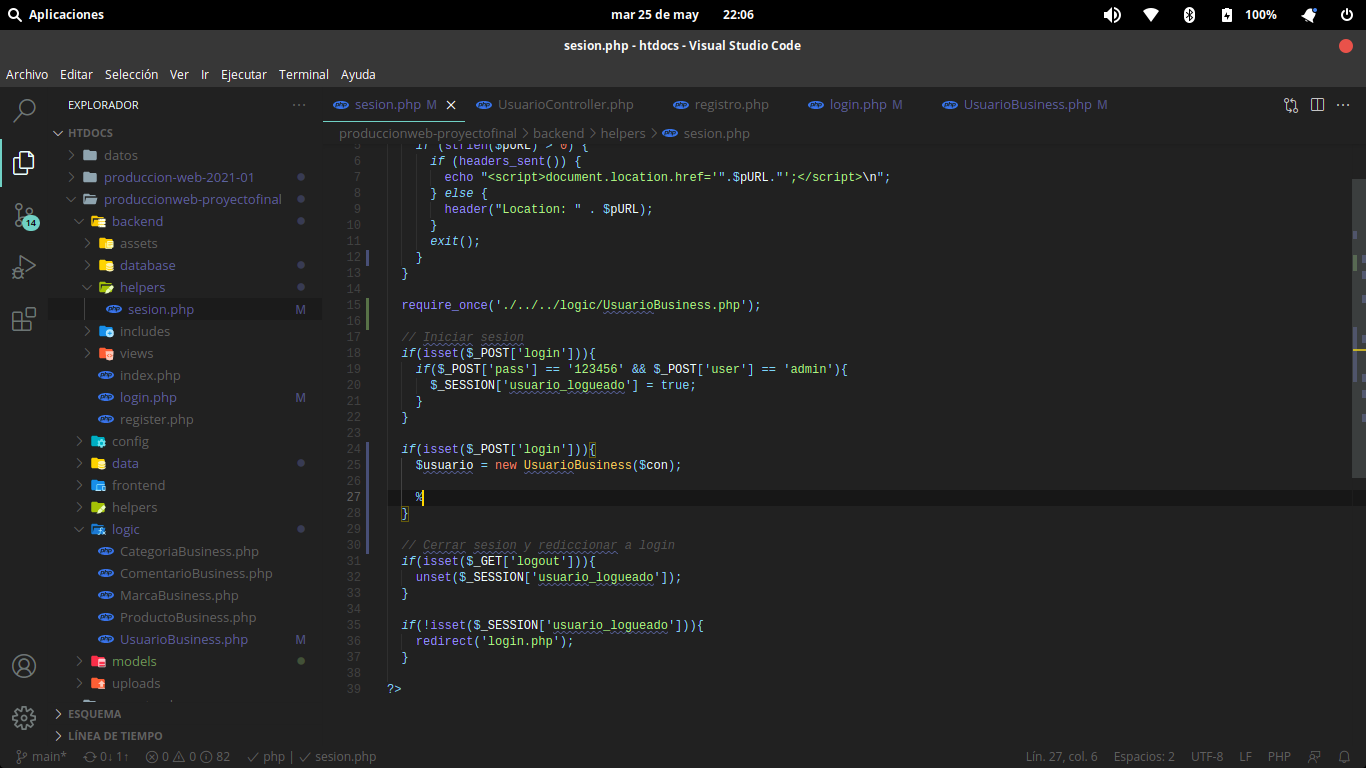 Aplicaciones
mar 25 de may 22:06
100%
sesion.php - htdocs - Visual Studio Code
Archivo Editar Selección Ver Ir Ejecutar Terminal Ayuda
EXPLORADOR ···
HTDOCS
datos
produccion-web-2021-01
produccionweb-proyectofinal
backend
assets
database
helpers
sesion.php M
includes
views
index.php
login.php M
register.php
config
data
frontend
helpers
logic
CategoriaBusiness.php
ComentarioBusiness.php
MarcaBusiness.php
ProductoBusiness.php
UsuarioBusiness.php M
models
uploads
ESQUEMA
LÍNEA DE TIEMPO
14
php sesion.php M
php UsuarioController.php
php registro.php
php login.php M
php UsuarioBusiness.php M
produccionweb-proyectofinal > backend > helpers > php sesion.php
5 if (strlen($pURL) > 0) {
6 if (headers_sent()) {
7 echo "<script>document.location.href='".$pURL."';</script>\n";
8 } else {
9 header("Location: " . $pURL);
10 }
11 exit();
12 }
13 }
14
15 require_once('./../../logic/UsuarioBusiness.php');
16
17 // Iniciar sesion
18 if(isset($_POST['login'])){
19 if($_POST['pass'] == '123456' && $_POST['user'] == 'admin'){
20 $_SESSION['usuario_logueado'] = true;
21 }
22 }
23
24 if(isset($_POST['login'])){
25 $usuario = new UsuarioBusiness($con);
26
27 %
28 }
29
30 // Cerrar sesion y rediccionar a login
31 if(isset($_GET['logout'])){
32 unset($_SESSION['usuario_logueado']);
33 }
34
35 if(!isset($_SESSION['usuario_logueado'])){
36 redirect('login.php');
37 }
38
39 ?>
main* 0↓ 1↑ 0 0 82 php | sesion.php
Lín. 27, col. 6 Espacios: 2 UTF-8 LF PHP